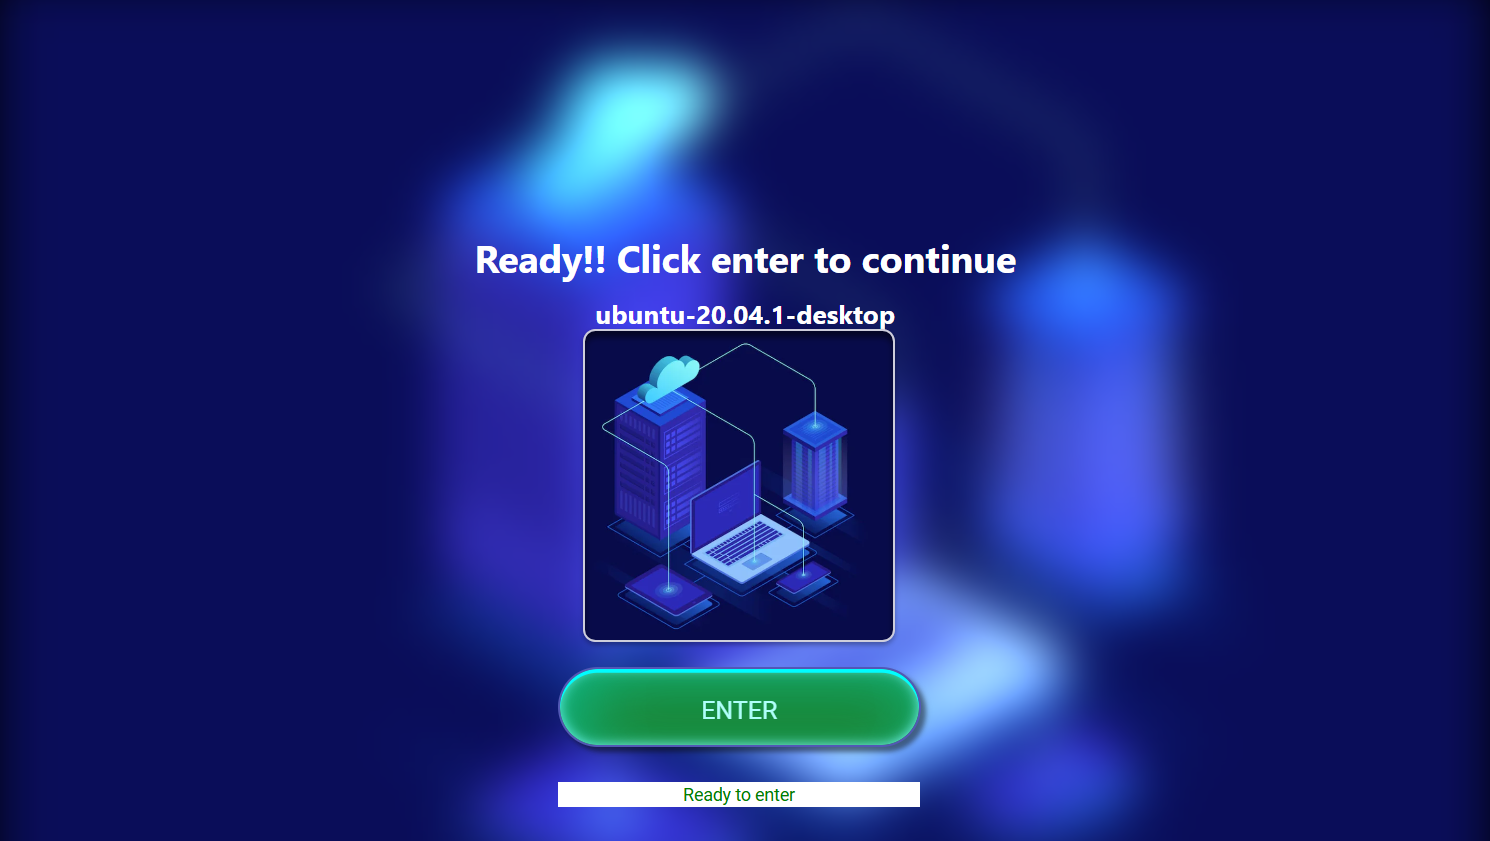 Ready!! Click enter to continue
ubuntu-20.04.1-desktop
ENTER
Ready to enter